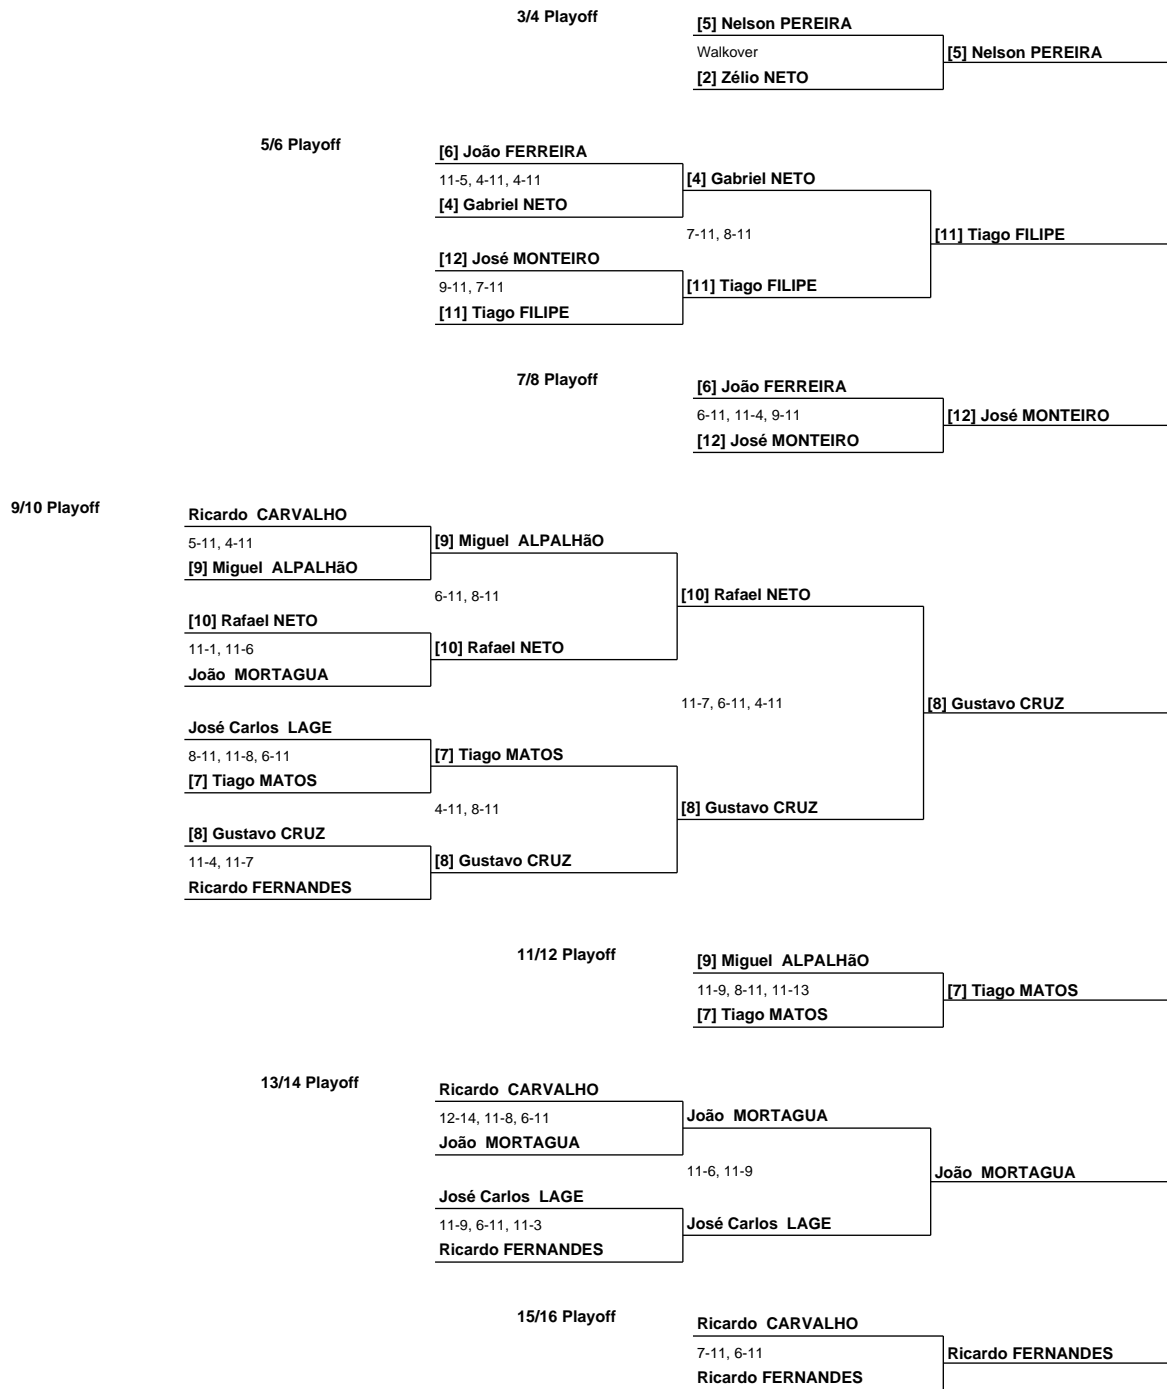 3/4 Playoff
[5] Nelson PEREIRA
Walkover
[5] Nelson PEREIRA
[2] Zélio NETO
5/6 Playoff
[6] João FERREIRA
11-5, 4-11, 4-11
[4] Gabriel NETO
[4] Gabriel NETO
7-11, 8-11
[11] Tiago FILIPE
[12] José MONTEIRO
9-11, 7-11
[11] Tiago FILIPE
[11] Tiago FILIPE
7/8 Playoff
[6] João FERREIRA
6-11, 11-4, 9-11
[12] José MONTEIRO
[12] José MONTEIRO
9/10 Playoff
Ricardo  CARVALHO
5-11, 4-11
[9] Miguel  ALPALHãO
[9] Miguel  ALPALHãO
6-11, 8-11
[10] Rafael NETO
[10] Rafael NETO
11-1, 11-6
[10] Rafael NETO
João  MORTAGUA
11-7, 6-11, 4-11
[8] Gustavo CRUZ
José Carlos  LAGE
8-11, 11-8, 6-11
[7] Tiago MATOS
[7] Tiago MATOS
4-11, 8-11
[8] Gustavo CRUZ
[8] Gustavo CRUZ
11-4, 11-7
[8] Gustavo CRUZ
Ricardo FERNANDES
11/12 Playoff
[9] Miguel  ALPALHãO
11-9, 8-11, 11-13
[7] Tiago MATOS
[7] Tiago MATOS
13/14 Playoff
Ricardo  CARVALHO
12-14, 11-8, 6-11
João  MORTAGUA
João  MORTAGUA
11-6, 11-9
João  MORTAGUA
José Carlos  LAGE
11-9, 6-11, 11-3
José Carlos  LAGE
Ricardo FERNANDES
15/16 Playoff
Ricardo  CARVALHO
7-11, 6-11
Ricardo FERNANDES
Ricardo FERNANDES